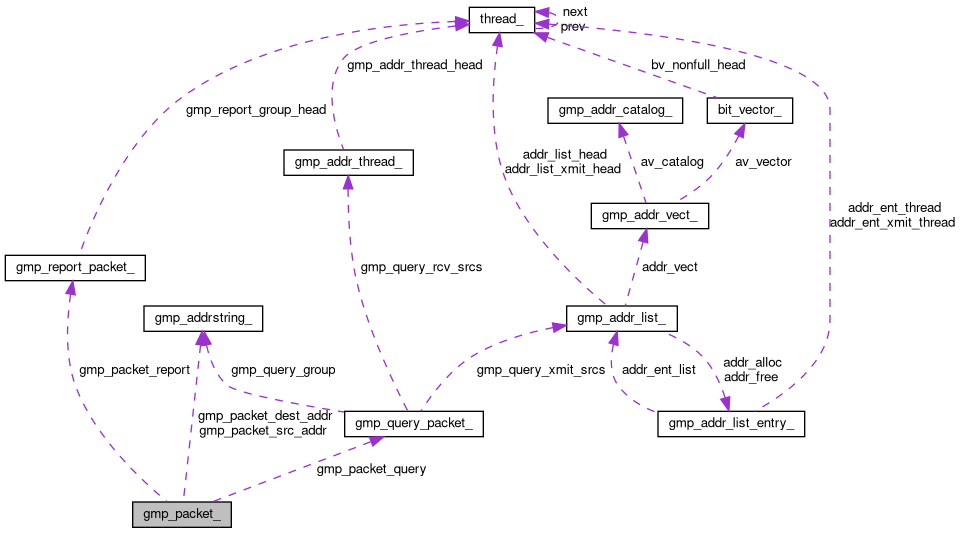 thread_
next
prev
gmp_addr_thread_head
bv_nonfull_head
gmp_report_group_head
gmp_addr_catalog_
bit_vector_
gmp_addr_thread_
addr_list_head
addr_list_xmit_head
av_catalog
av_vector
gmp_addr_vect_
addr_ent_thread
addr_ent_xmit_thread
gmp_report_packet_
gmp_query_rcv_srcs
addr_vect
gmp_addrstring_
gmp_addr_list_
gmp_packet_report
gmp_query_group
gmp_query_xmit_srcs
addr_ent_list
addr_alloc
addr_free
gmp_packet_dest_addr
gmp_packet_src_addr
gmp_query_packet_
gmp_addr_list_entry_
gmp_packet_query
gmp_packet_